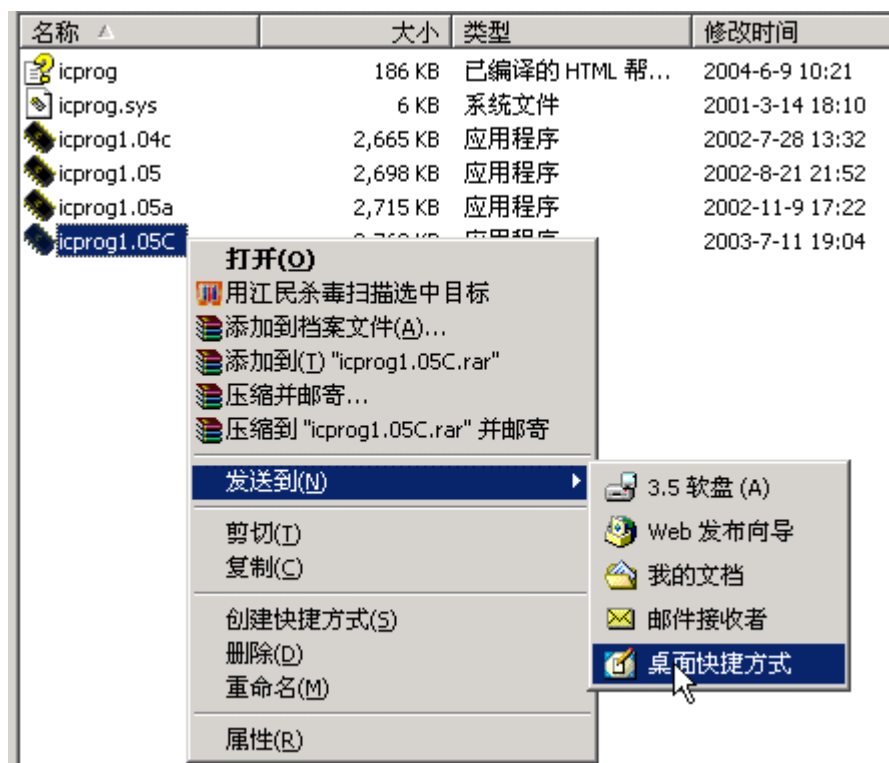 名称 大小 类型 修改时间
icprog 186 KB 已编译的 HTML 帮... 2004-6-9 10:21
icprog.sys 6 KB 系统文件 2001-3-14 18:10
icprog1.04c 2,665 KB 应用程序 2002-7-28 13:32
icprog1.05 2,698 KB 应用程序 2002-8-21 21:52
icprog1.05a 2,715 KB 应用程序 2002-11-9 17:22
icprog1.05C 应用程序 2003-7-11 19:04
打开(O)
用江民杀毒扫描选中目标
添加到档案文件(A)...
添加到(T) "icprog1.05C.rar"
压缩并邮寄...
压缩到 "icprog1.05C.rar" 并邮寄
发送到(N)
剪切(T)
复制(C)
创建快捷方式(S)
删除(D)
重命名(M)
属性(R)
3.5 软盘 (A)
Web 发布向导
我的文档
邮件接收者
桌面快捷方式